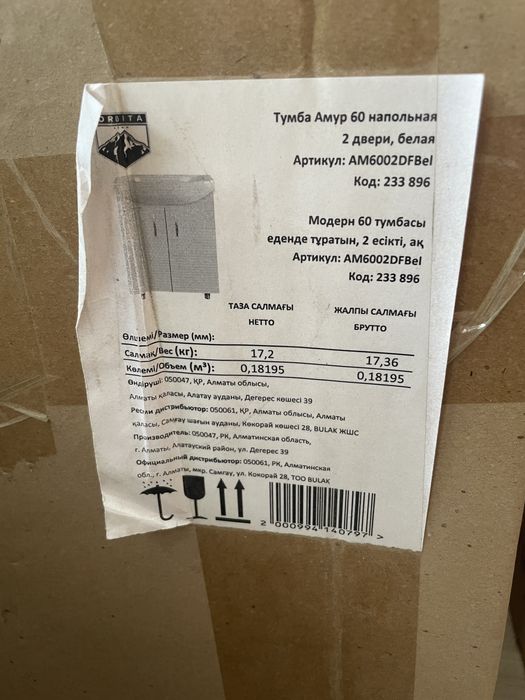 ORBITA
Тумба Амур 60 напольная
2 двери, белая
Артикул: AM6002DFBel
Код: 233 896
Модерн 60 тумбасы
еденде тұратын, 2 есікті, ақ
Артикул: AM6002DFBel
Код: 233 896
ТАЗА САЛМАҒЫ ЖАЛПЫ САЛМАҒЫ
НЕТТО БРУТТО
Өлшемі/Размер (мм):
Салмақ/Вес (кг): 17,2 17,36
Көлемі/Объем (м³): 0,18195 0,18195
Өндіруші: 050047, ҚР, Алматы облысы,
Алматы қаласы, Алатау ауданы, Дегерес көшесі 39
Ресми дистрибьютор: 050061, ҚР, Алматы облысы, Алматы
қаласы, Самғау шағын ауданы, Көкорай көшесі 28, BULAK ЖШС
Производитель: 050047, РК, Алматинская область,
г. Алматы, Алатауский район, ул. Дегерес 39
Официальный дистрибьютор: 050061, РК, Алматинская
обл., г. Алматы, мкр. Самгау, ул. Кокорай 28, ТОО BULAK
2 000994 140797 >